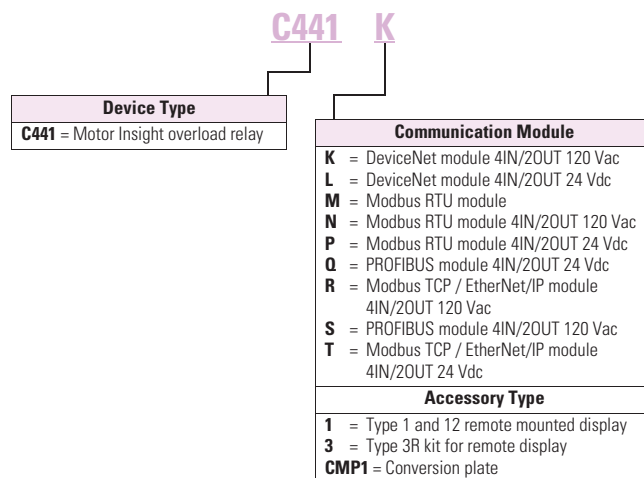 C441 K
Device Type
C441 = Motor Insight overload relay
Communication Module
K = DeviceNet module 4IN/2OUT 120 Vac
L = DeviceNet module 4IN/2OUT 24 Vdc
M = Modbus RTU module
N = Modbus RTU module 4IN/2OUT 120 Vac
P = Modbus RTU module 4IN/2OUT 24 Vdc
Q = PROFIBUS module 4IN/2OUT 24 Vdc
R = Modbus TCP / EtherNet/IP module
4IN/2OUT 120 Vac
S = PROFIBUS module 4IN/2OUT 120 Vac
T = Modbus TCP / EtherNet/IP module
4IN/2OUT 24 Vdc
Accessory Type
1 = Type 1 and 12 remote mounted display
3 = Type 3R kit for remote display
CMP1 = Conversion plate